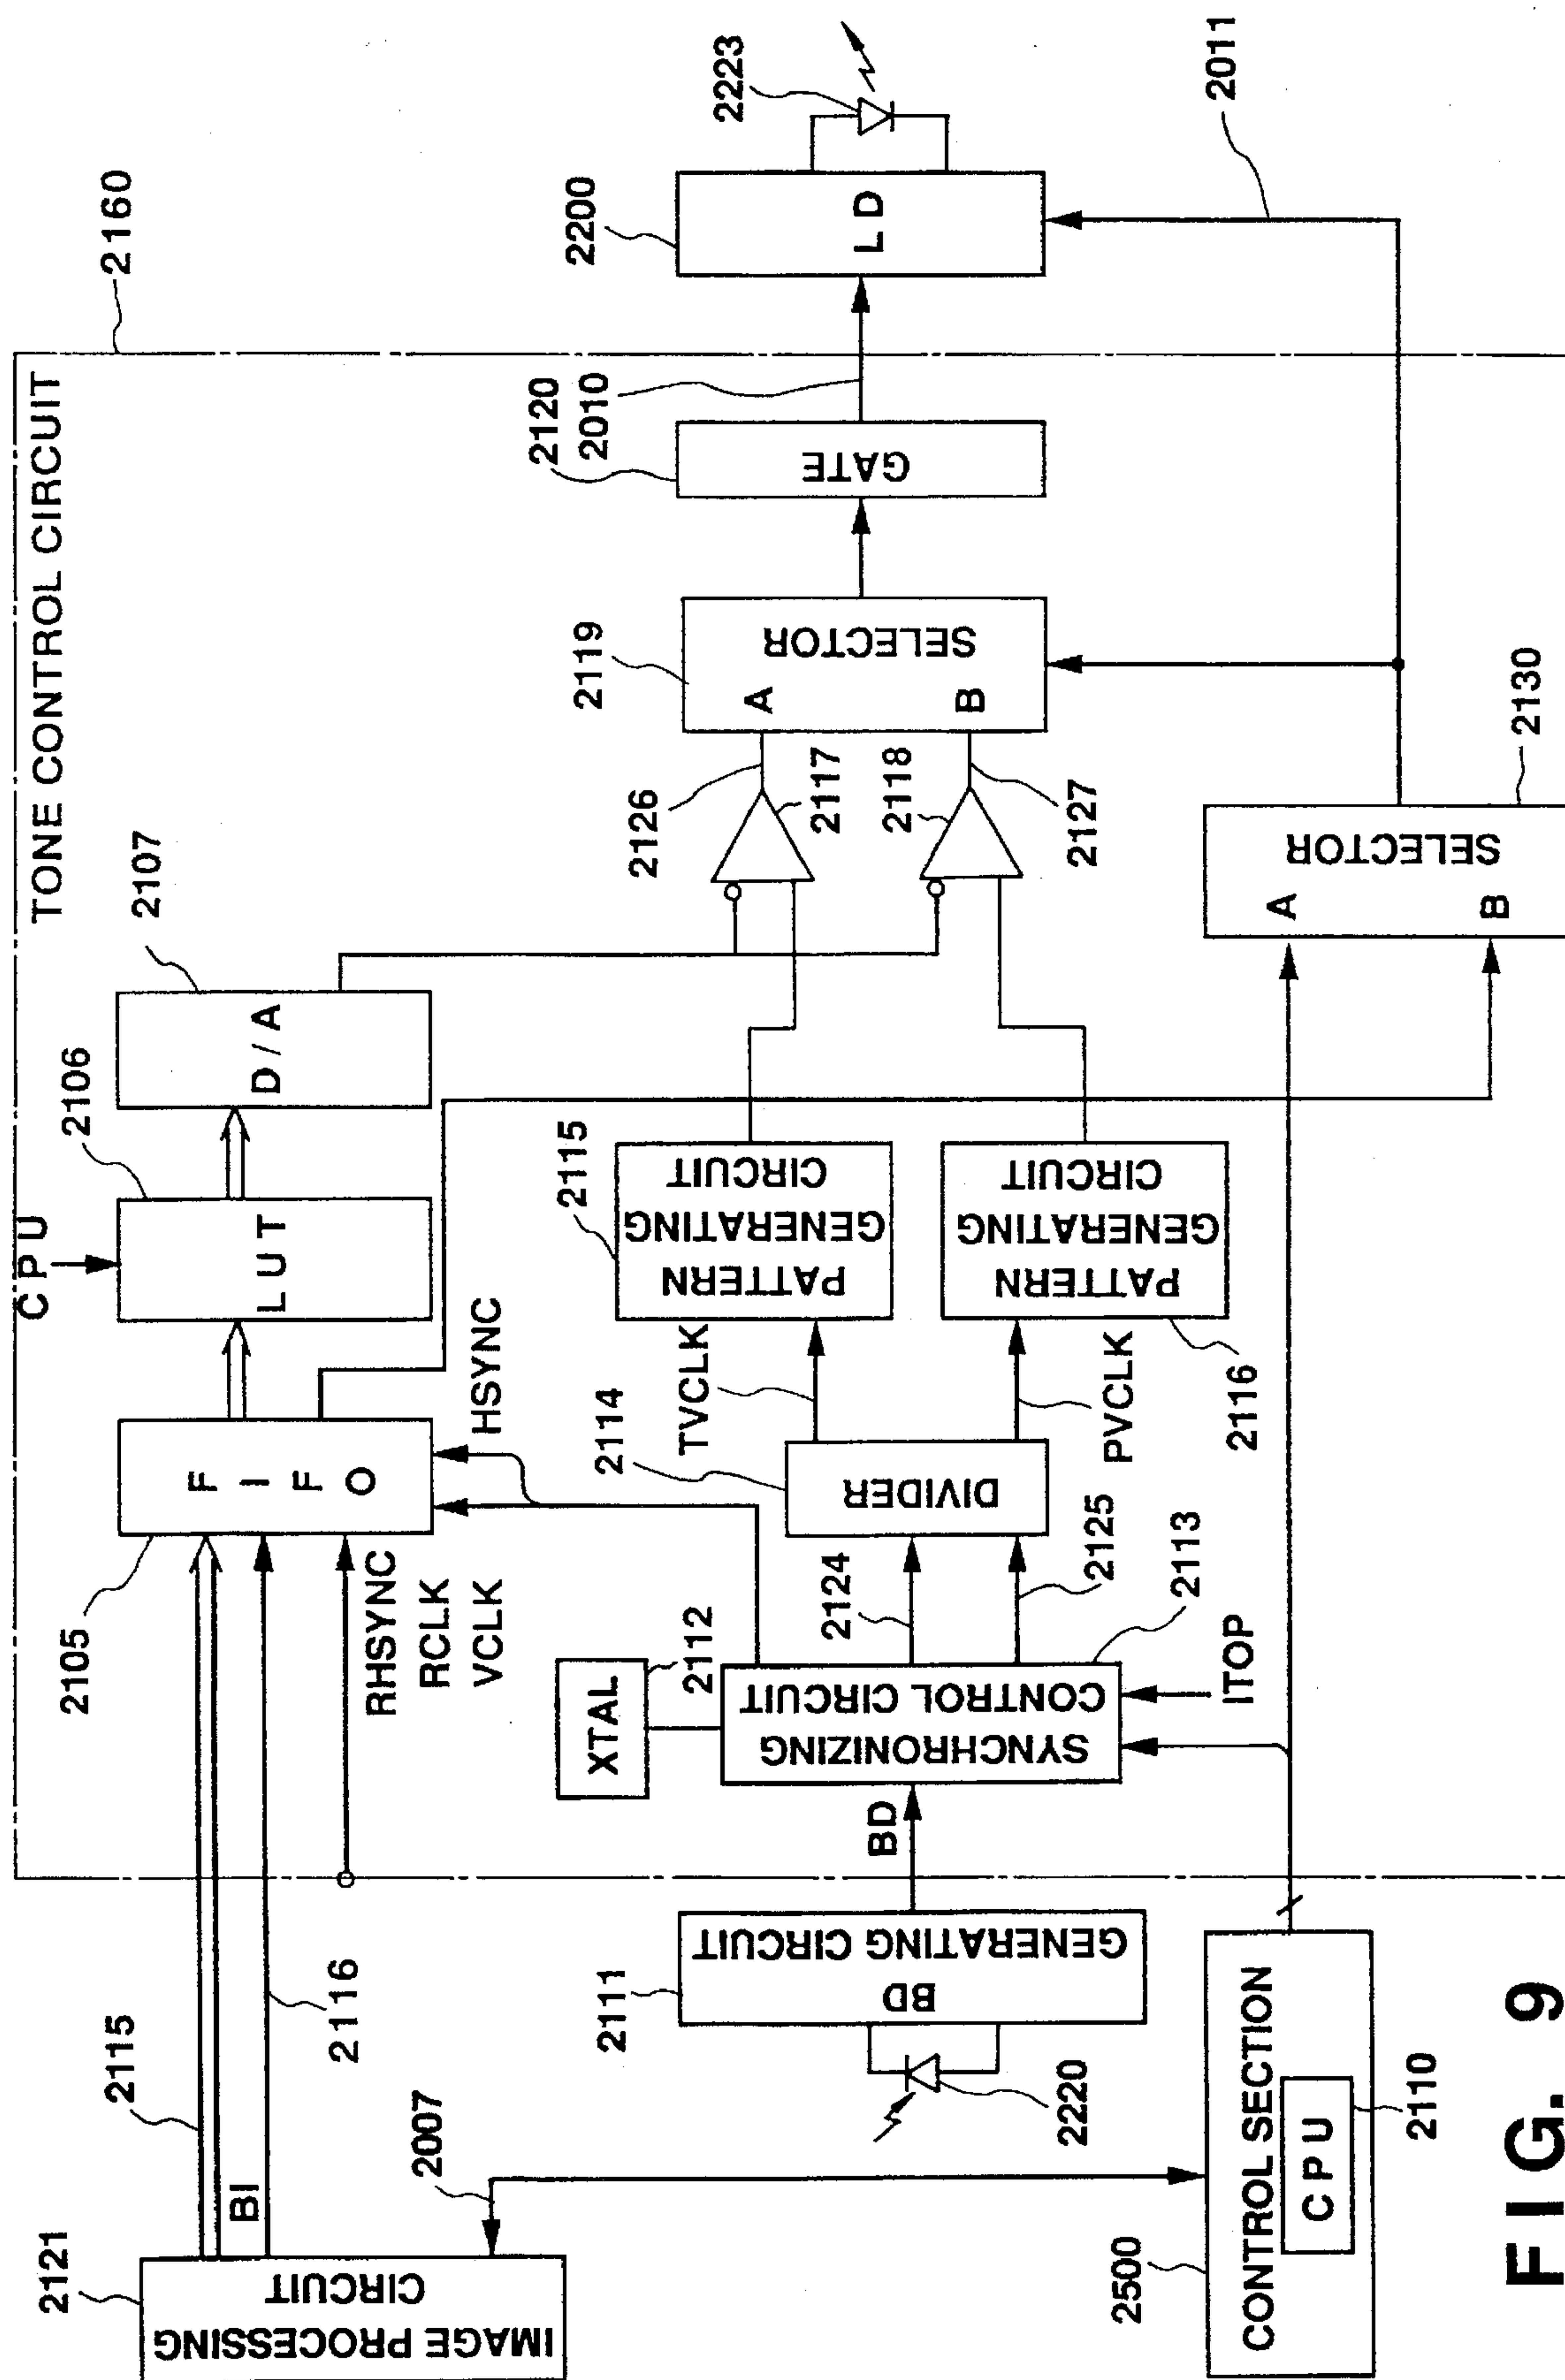 TONE CONTROL CIRCUIT
2160
2121
IMAGE PROCESSING
CIRCUIT
2115
BI
2116
2007
2105
F I F O
RHSYNC
RCLK
VCLK
HSYNC
CPU
2106
LUT
2107
D/A
2111
BD
GENERATING CIRCUIT
2220
BD
XTAL
2112
SYNCHRONIZING
CONTROL CIRCUIT
2113
ITOP
2124
2125
2114
DIVIDER
TVCLK
PVCLK
2115
PATTERN
GENERATING
CIRCUIT
PATTERN
GENERATING
CIRCUIT
2116
2126
2117
2118
2127
2119
A
B
SELECTOR
2120
2010
GATE
2200
LD
2223
2011
2500
CONTROL SECTION
CPU
2110
A
B
SELECTOR
2130
FIG. 9